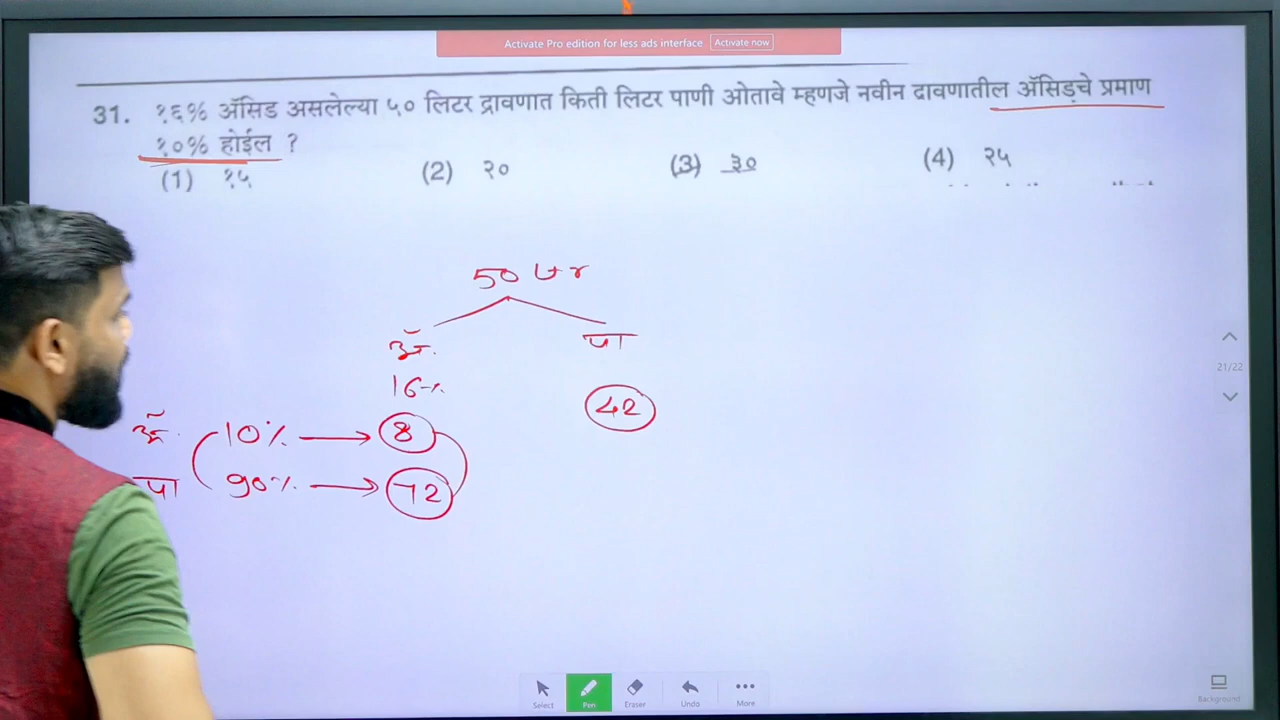 Activate Pro edition for less ads interface Activate now
31. १६% ॲसिड असलेल्या ५० लिटर द्रावणात किती लिटर पाणी ओतावे म्हणजे नवीन द्रावणातील ॲसिडचे प्रमाण
१०% होईल ?
(1) १५ (2) २० (3) ३० (4) २५
50 Ltr
ॲ. पा
16%
42
ॲ. 10% → 8
पा 90% → 72
21/22
Select Pen Eraser Undo More Background